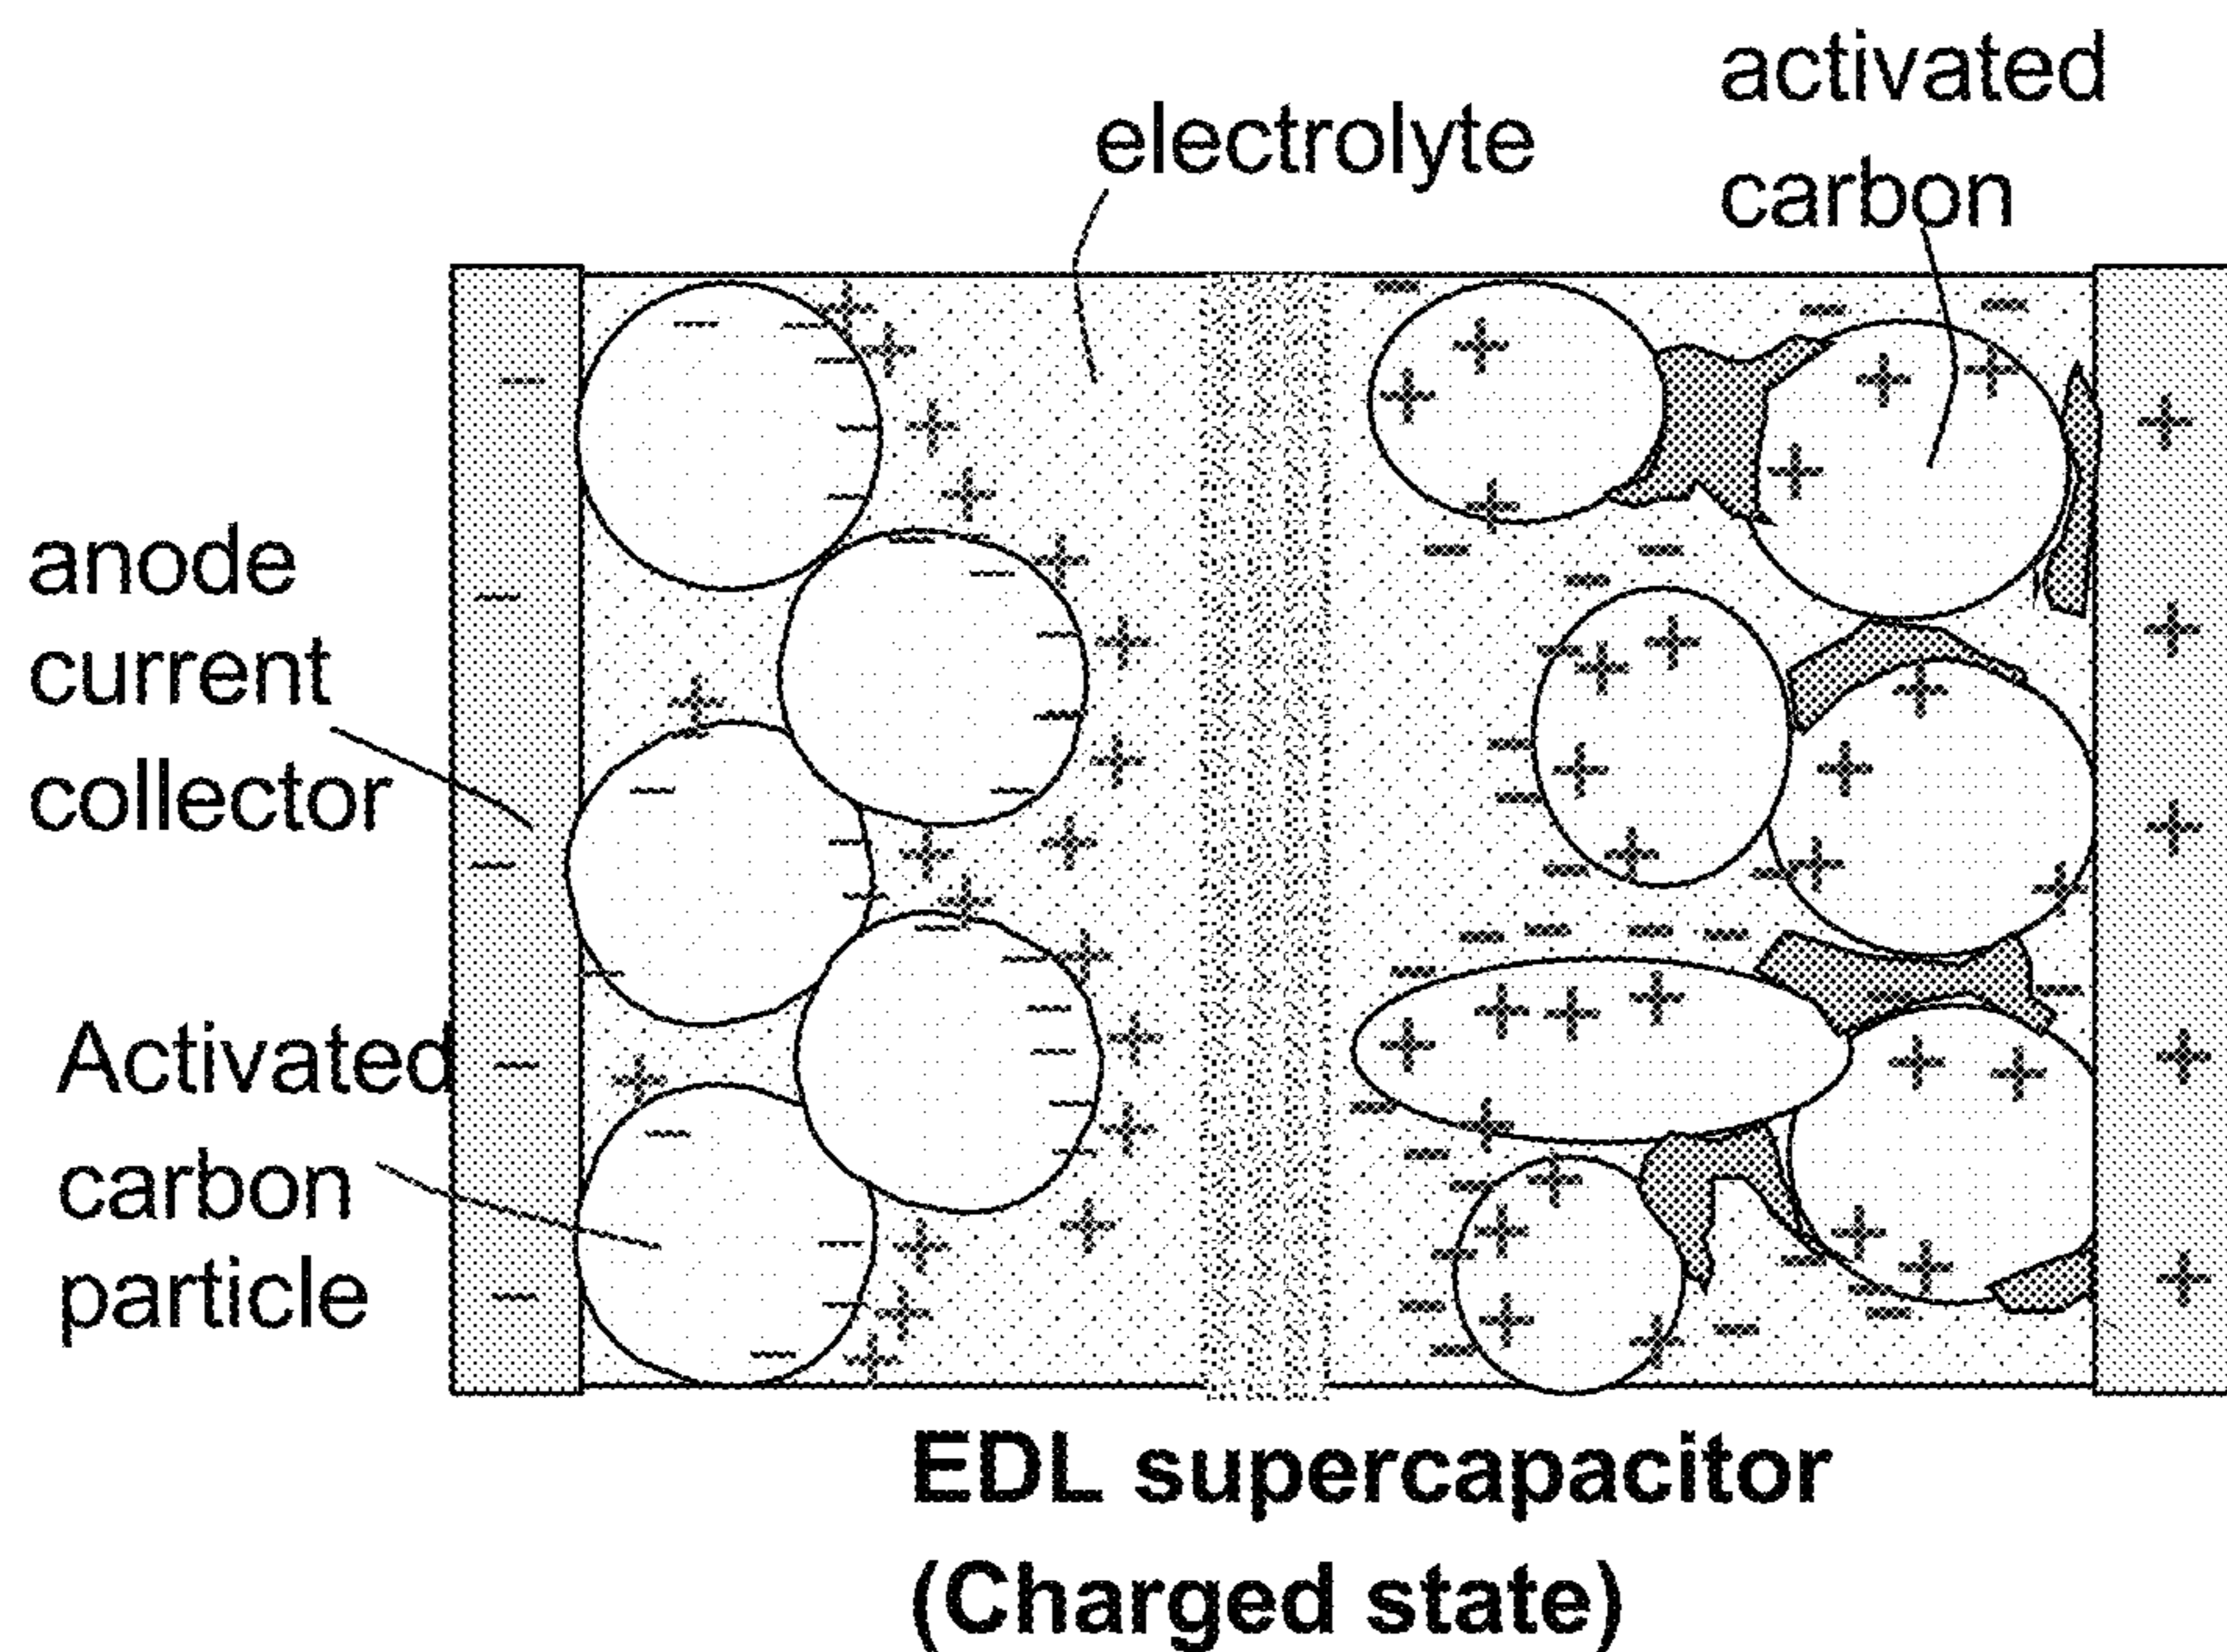 activated
carbon
electrolyte
anode
current
collector
Activated
carbon
particle
EDL supercapacitor
(Charged state)